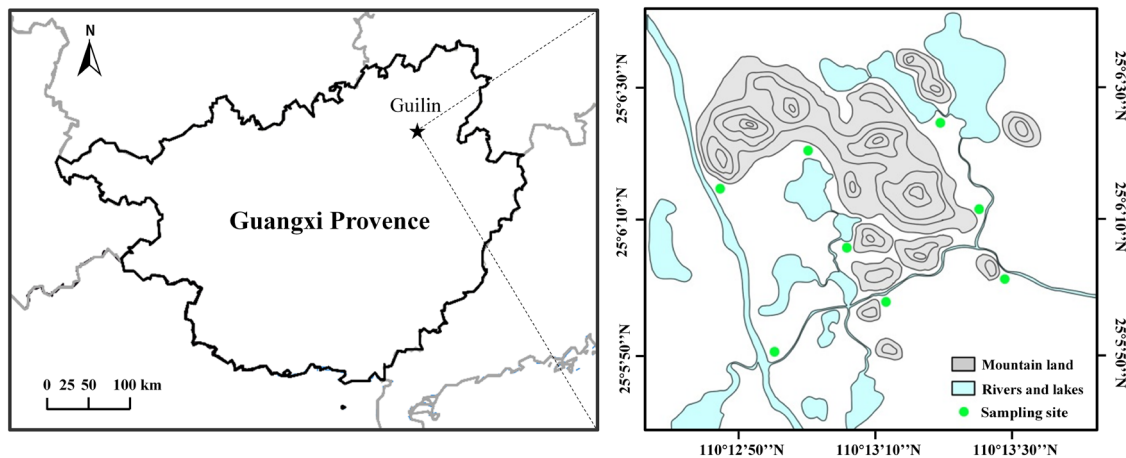 N
Guilin
Guangxi Provence
0 25 50 100 km
25°6'30’’N
25°6'10’’N
25°5'50’’N
25°6'30’’N
25°6'10’’N
25°5'50’’N
Mountain land
Rivers and lakes
Sampling site
110°12'50’’N 110°13'10’’N 110°13'30’’N